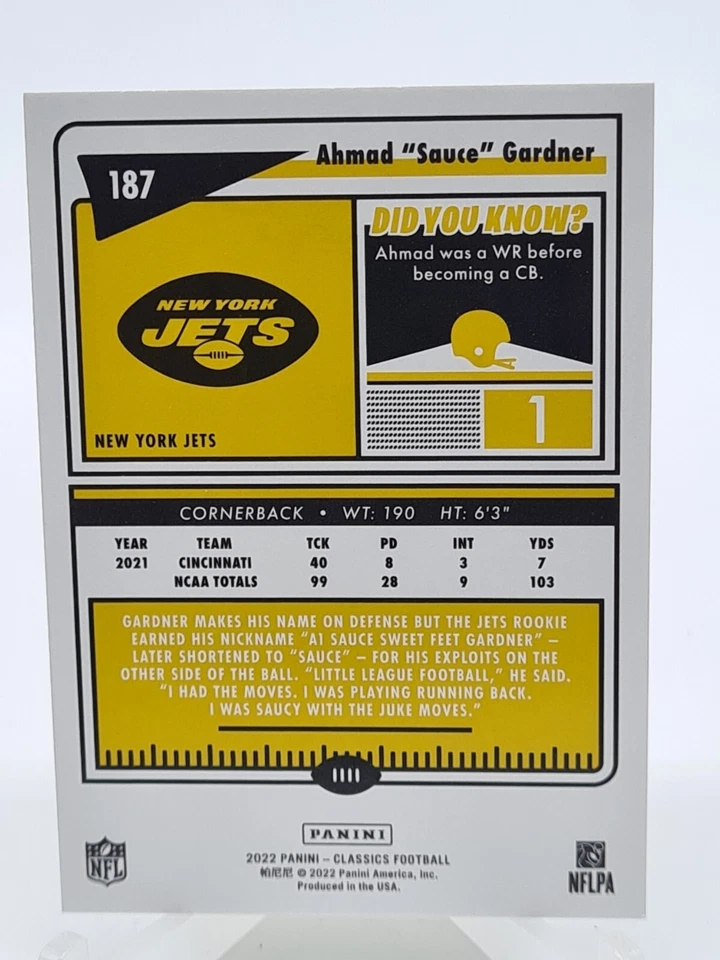 187
Ahmad "Sauce" Gardner
DID YOU KNOW?
Ahmad was a WR before
becoming a CB.
NEW YORK
JETS
NEW YORK JETS
1
CORNERBACK • WT: 190 HT: 6'3"
YEAR TEAM TCK PD INT YDS
2021 CINCINNATI 40 8 3 7
NCAA TOTALS 99 28 9 103
GARDNER MAKES HIS NAME ON DEFENSE BUT THE JETS ROOKIE
EARNED HIS NICKNAME "A1 SAUCE SWEET FEET GARDNER" –
LATER SHORTENED TO "SAUCE" – FOR HIS EXPLOITS ON THE
OTHER SIDE OF THE BALL. "LITTLE LEAGUE FOOTBALL," HE SAID.
"I HAD THE MOVES. I WAS PLAYING RUNNING BACK.
I WAS SAUCY WITH THE JUKE MOVES."
PANINI
2022 PANINI – CLASSICS FOOTBALL
帕尼尼 © 2022 Panini America, Inc.
Produced in the USA.
NFL
NFLPA